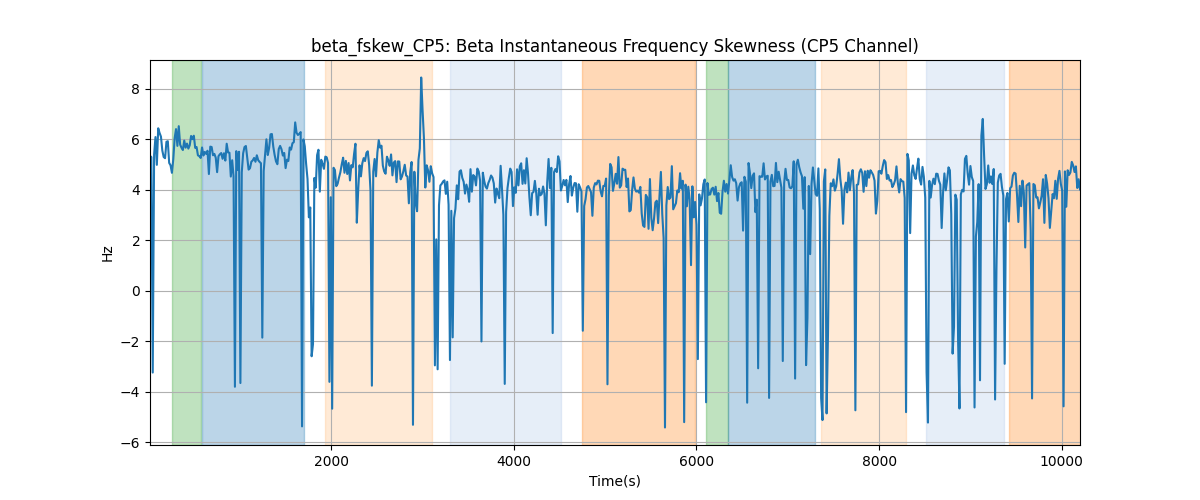 beta_fskew_CP5: Beta Instantaneous Frequency Skewness (CP5 Channel)
8
6
4
2
0
−2
−4
−6
Hz
2000 4000 6000 8000 10000
Time(s)